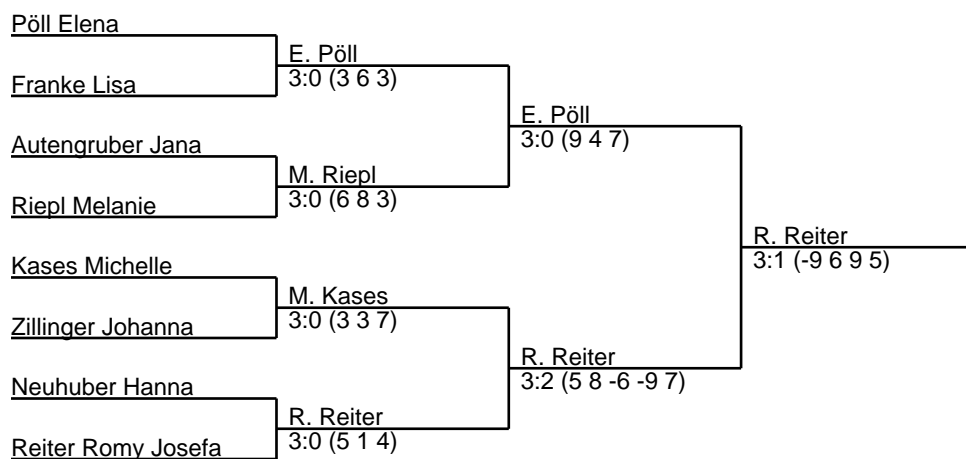 Pöll Elena
E. Pöll
3:0 (3 6 3)
Franke Lisa
E. Pöll
3:0 (9 4 7)
Autengruber Jana
M. Riepl
3:0 (6 8 3)
Riepl Melanie
R. Reiter
3:1 (-9 6 9 5)
Kases Michelle
M. Kases
3:0 (3 3 7)
Zillinger Johanna
R. Reiter
3:2 (5 8 -6 -9 7)
Neuhuber Hanna
R. Reiter
3:0 (5 1 4)
Reiter Romy Josefa